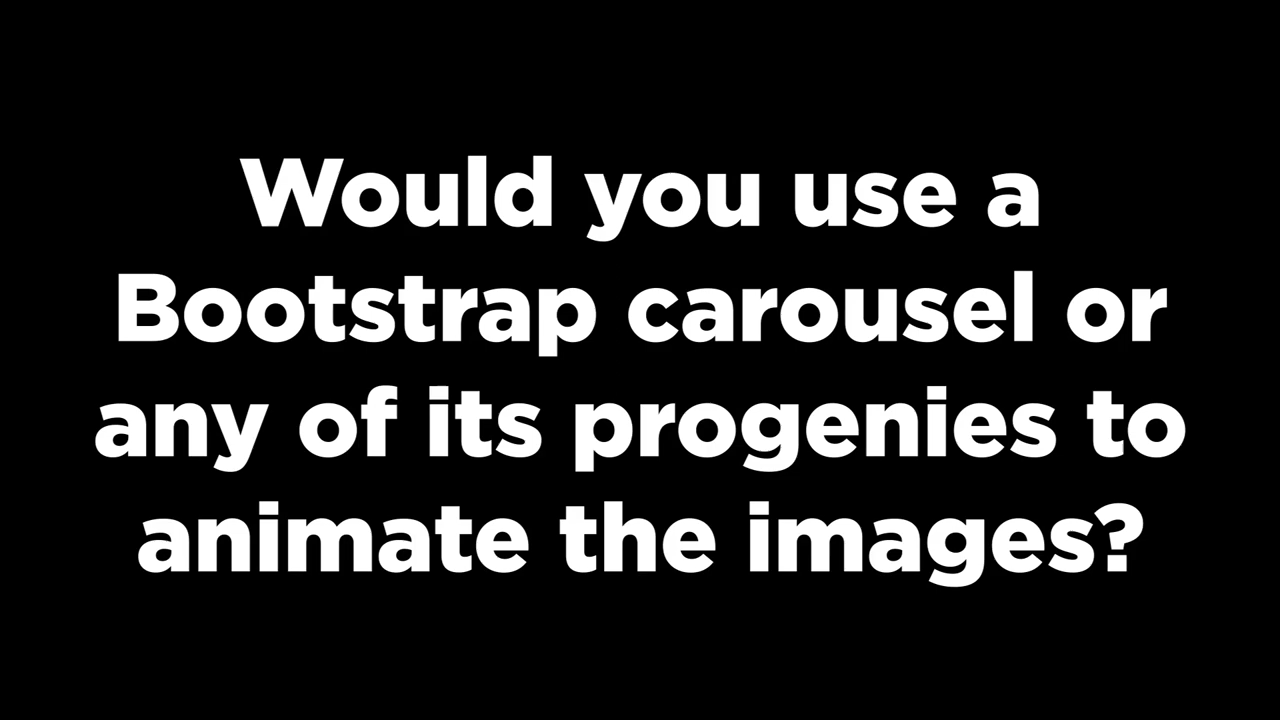 Would you use a
Bootstrap carousel or
any of its progenies to
animate the images?